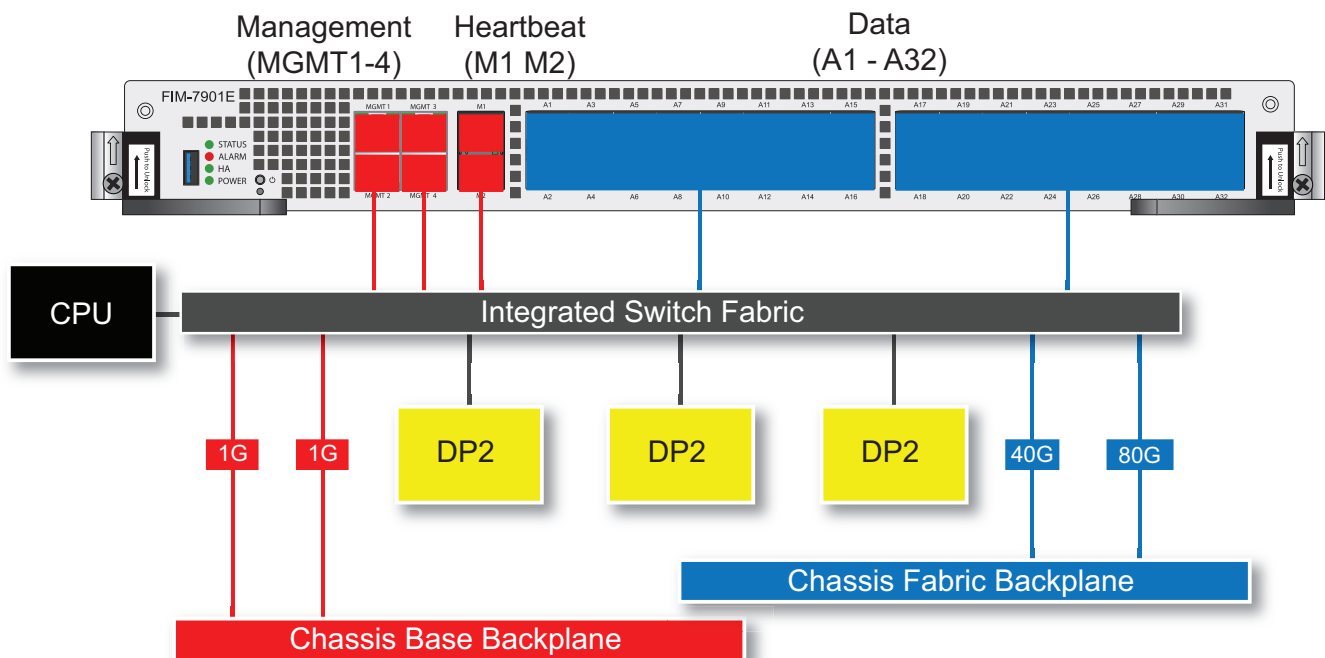 Management Heartbeat Data
(MGMT1-4) (M1 M2) (A1 - A32)
FIM-7901E
MGMT 1 MGMT 3 M1 A1 A3 A5 A7 A9 A11 A13 A15 A17 A19 A21 A23 A25 A27 A29 A31
STATUS
ALARM
HA
POWER
Push to Unlock
Push to Unlock
MGMT 2 MGMT 4 M2 A2 A4 A6 A8 A10 A12 A14 A16 A18 A20 A22 A24 A26 A28 A30 A32
CPU
Integrated Switch Fabric
1G 1G DP2 DP2 DP2 40G 80G
Chassis Fabric Backplane
Chassis Base Backplane